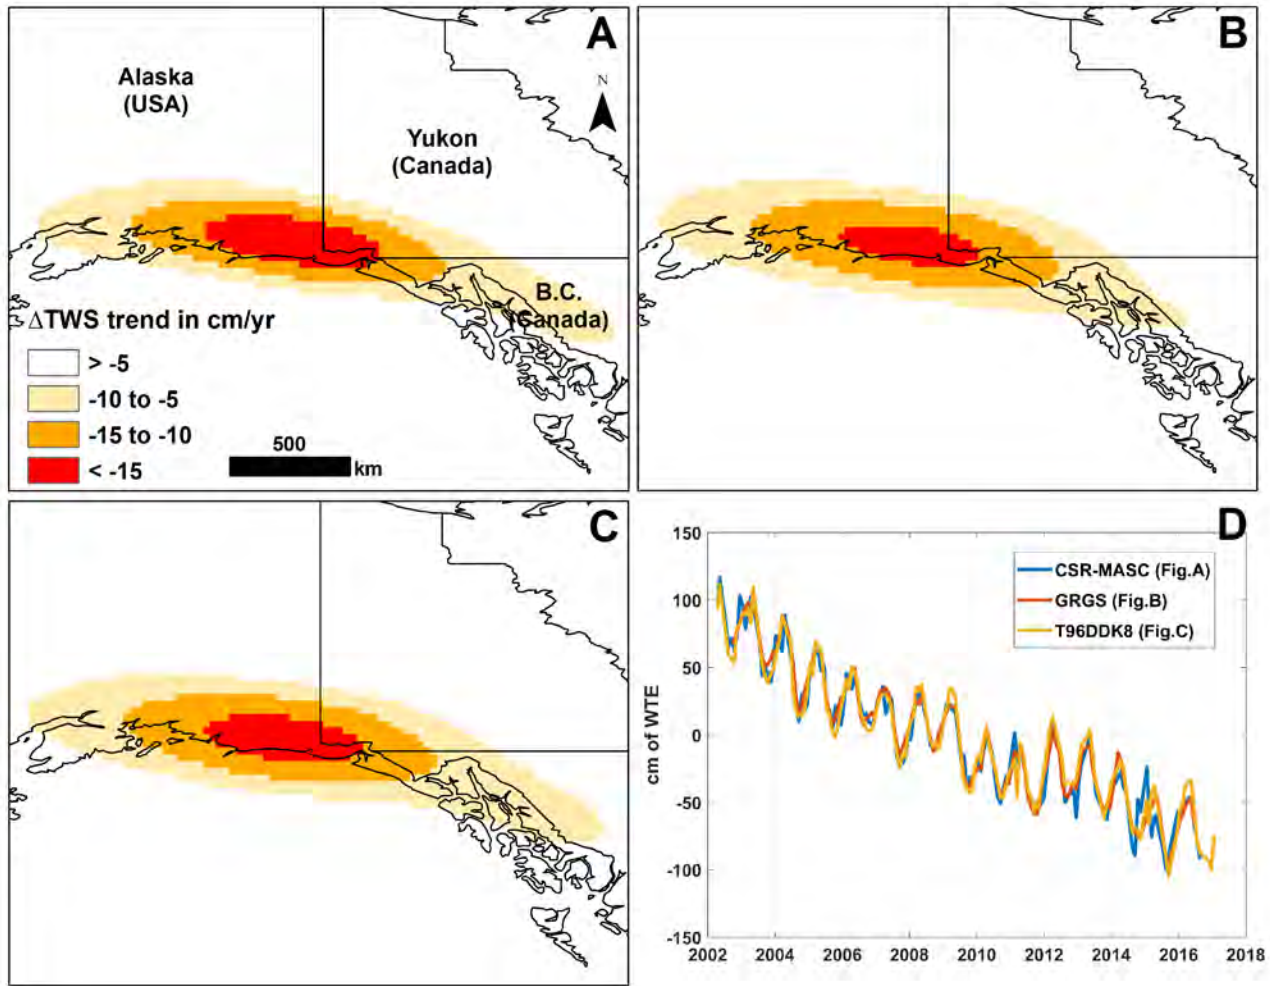 A
Alaska
(USA)
N
Yukon
(Canada)
B.C.
(Canada)
ΔTWS trend in cm/yr
> -5
-10 to -5
-15 to -10
< -15
500
km
B
C
D
150
100
50
0
-50
-100
-150
cm of WTE
CSR-MASC (Fig.A)
GRGS (Fig.B)
T96DDK8 (Fig.C)
2002 2004 2006 2008 2010 2012 2014 2016 2018